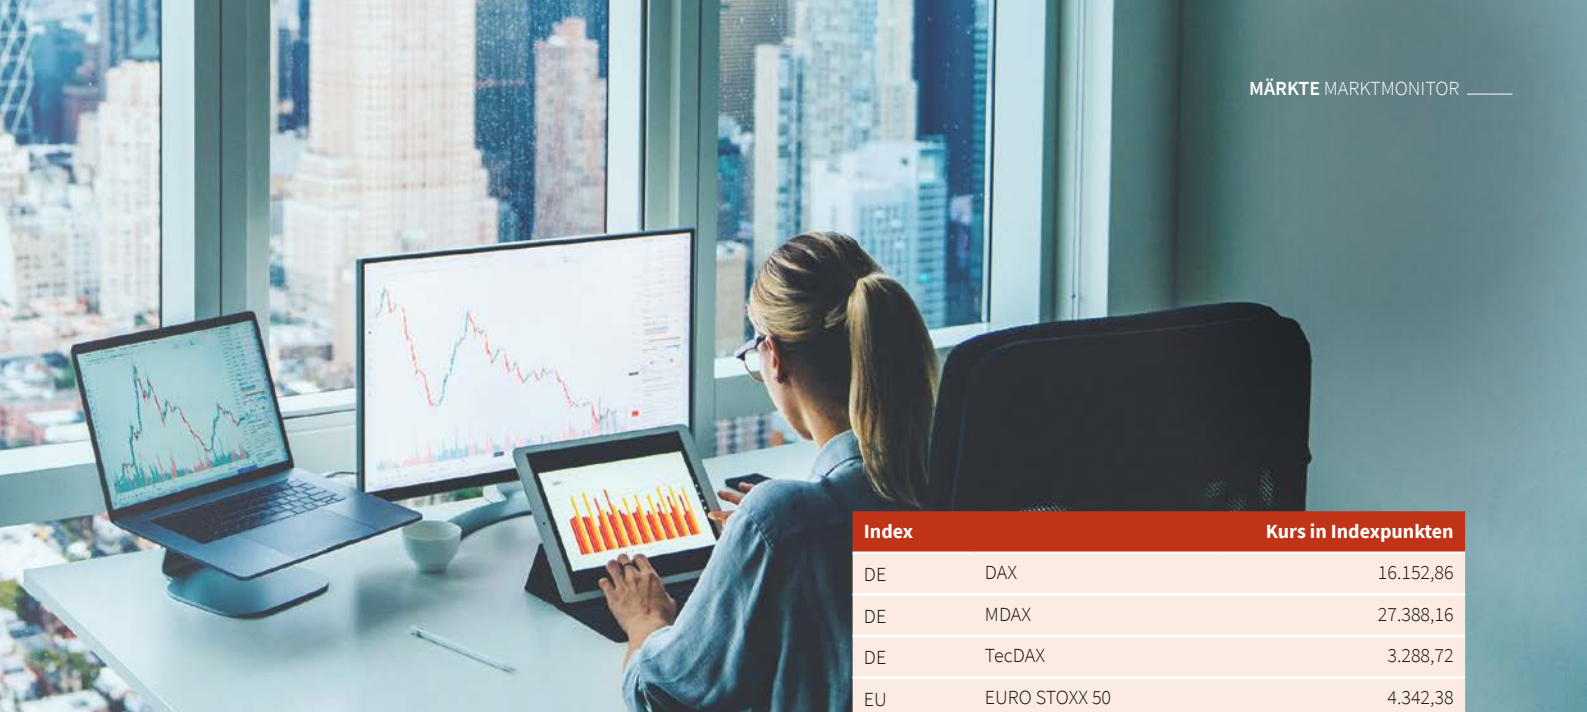 MÄRKTE MARKTMONITOR
Index Kurs in Indexpunkten
DE DAX 16.152,86
DE MDAX 27.388,16
DE TecDAX 3.288,72
EU EURO STOXX 50 4.342,38